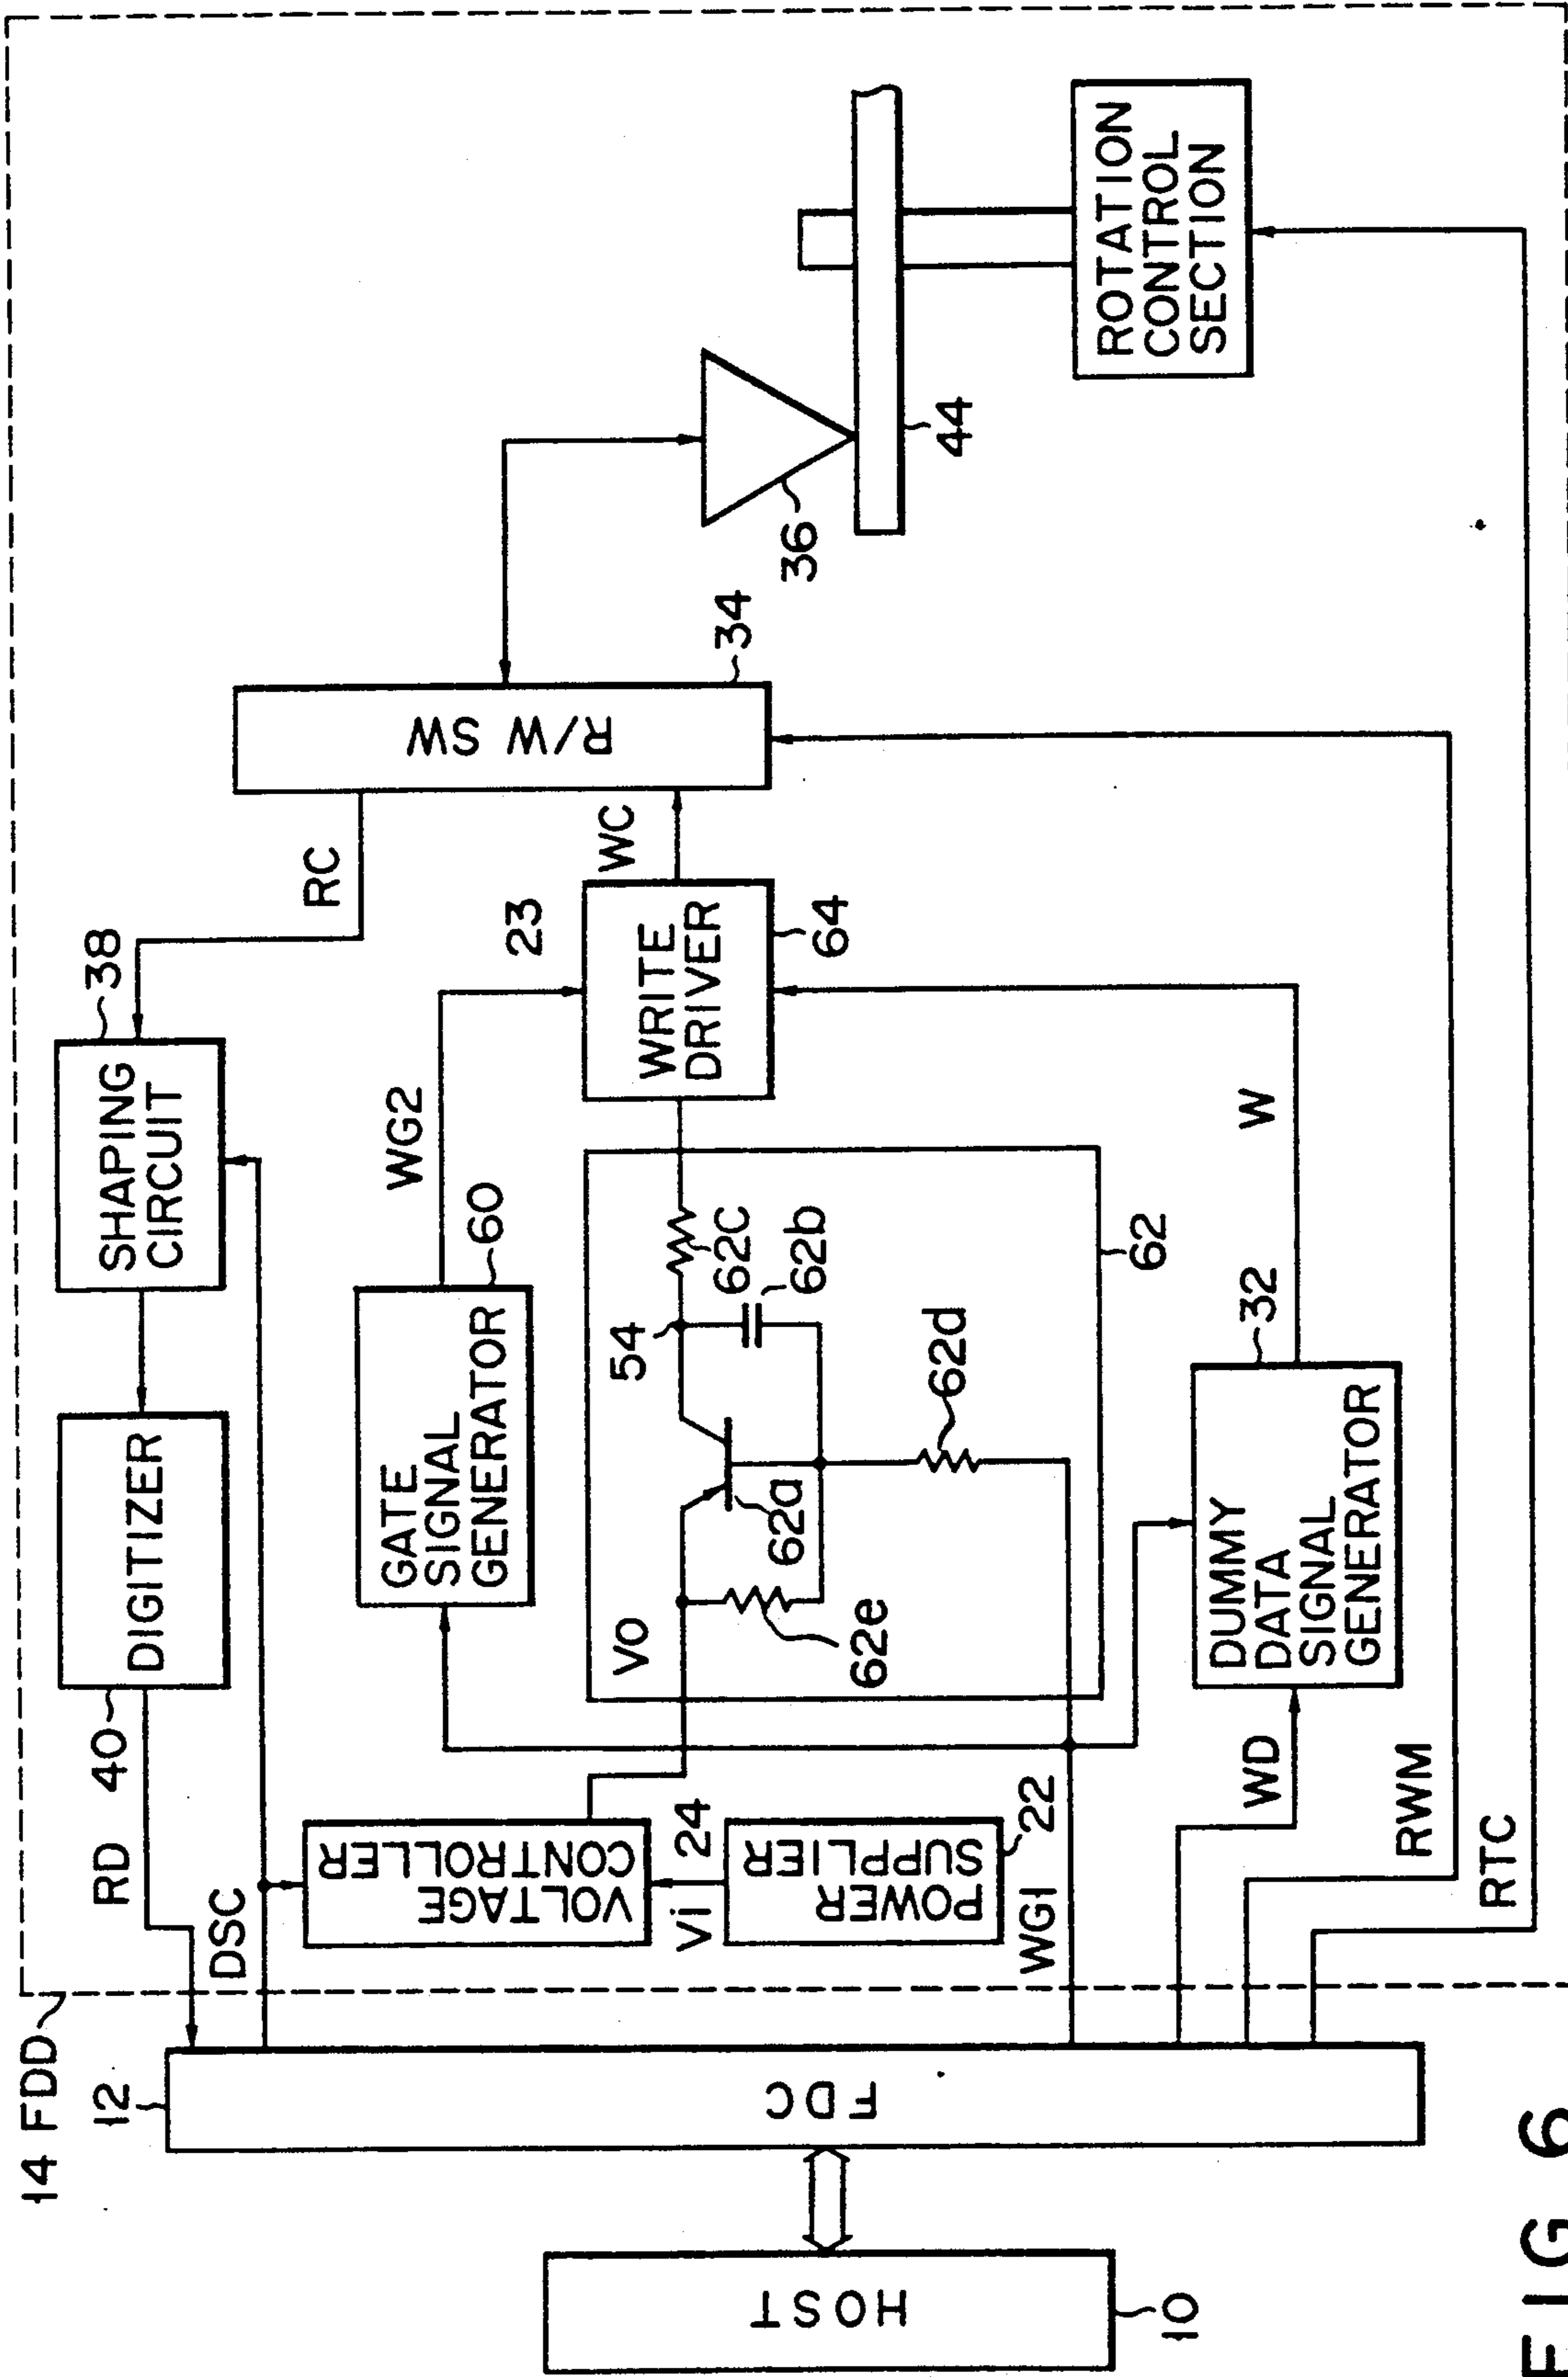 14 FDD
12
FDC
HOST
10
RD
DSC
40
DIGITIZER
38
SHAPING
CIRCUIT
RC
VOLTAGE
CONTROLLER
24
Vi
POWER
SUPPLIER
22
WG1
GATE
SIGNAL
GENERATOR
60
WG2
23
VO
54
62a
62b
62c
62d
62e
62
WRITE
DRIVER
64
WC
R/W SW
34
36
44
ROTATION
CONTROL
SECTION
WD
DUMMY
DATA
SIGNAL
GENERATOR
32
W
RWM
RTC
FIG 6